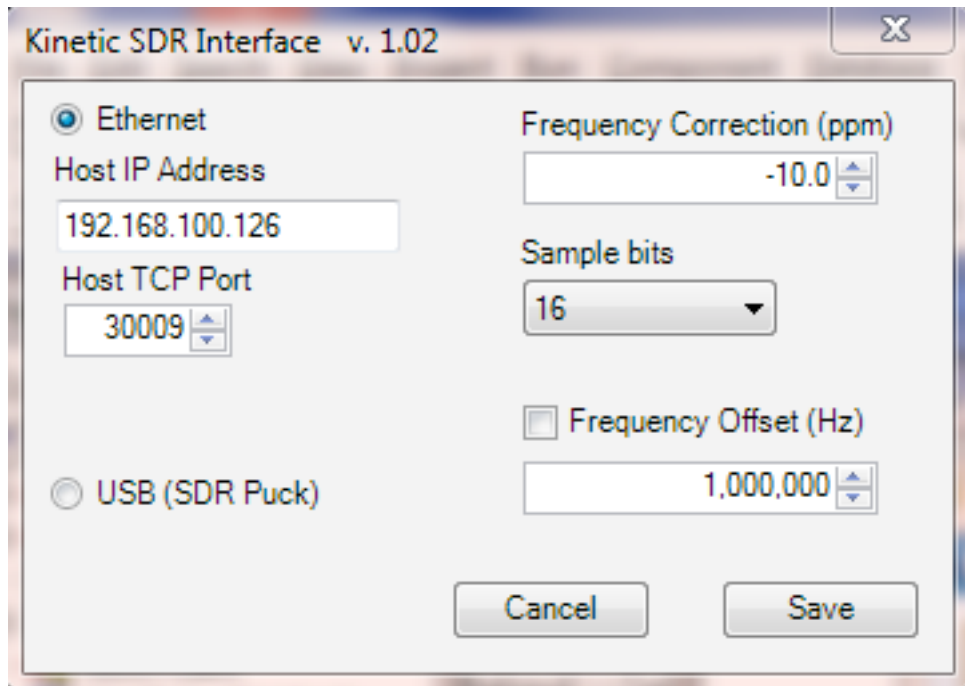 Kinetic SDR Interface v. 1.02
Ethernet
Host IP Address
192.168.100.126
Host TCP Port
30009
USB (SDR Puck)
Frequency Correction (ppm)
-10.0
Sample bits
16
Frequency Offset (Hz)
1,000,000
Cancel
Save